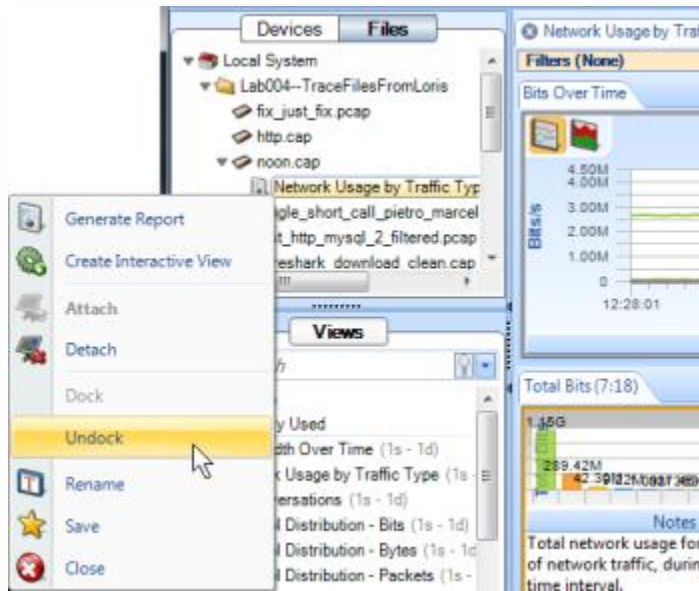 Devices Files
Local System
Lab004--TraceFilesFromLoris
fix_just_fix.pcap
http.cap
noon.cap
Network Usage by Traffic Typ
gle_short_call_pietro_marcel
t_http_mysql_2_filtered.pcap
eshark_download_clean.cap
Generate Report
Create Interactive View
Attach
Detach
Dock
Undock
Rename
Save
Close
Views
h
y Used
dth Over Time (1s - 1d)
k Usage by Traffic Type (1s -
ersations (1s - 1d)
l Distribution - Bits (1s - 1d)
l Distribution - Bytes (1s - 1d
l Distribution - Packets (1s -
Network Usage by Traf
Filters (None)
Bits Over Time
Bits/s
4.50M
4.00M
3.00M
2.00M
1.00M
0
12:28:01
Total Bits (7:18)
289.42M
Notes
Total network usage for
of network traffic, durin
time interval.